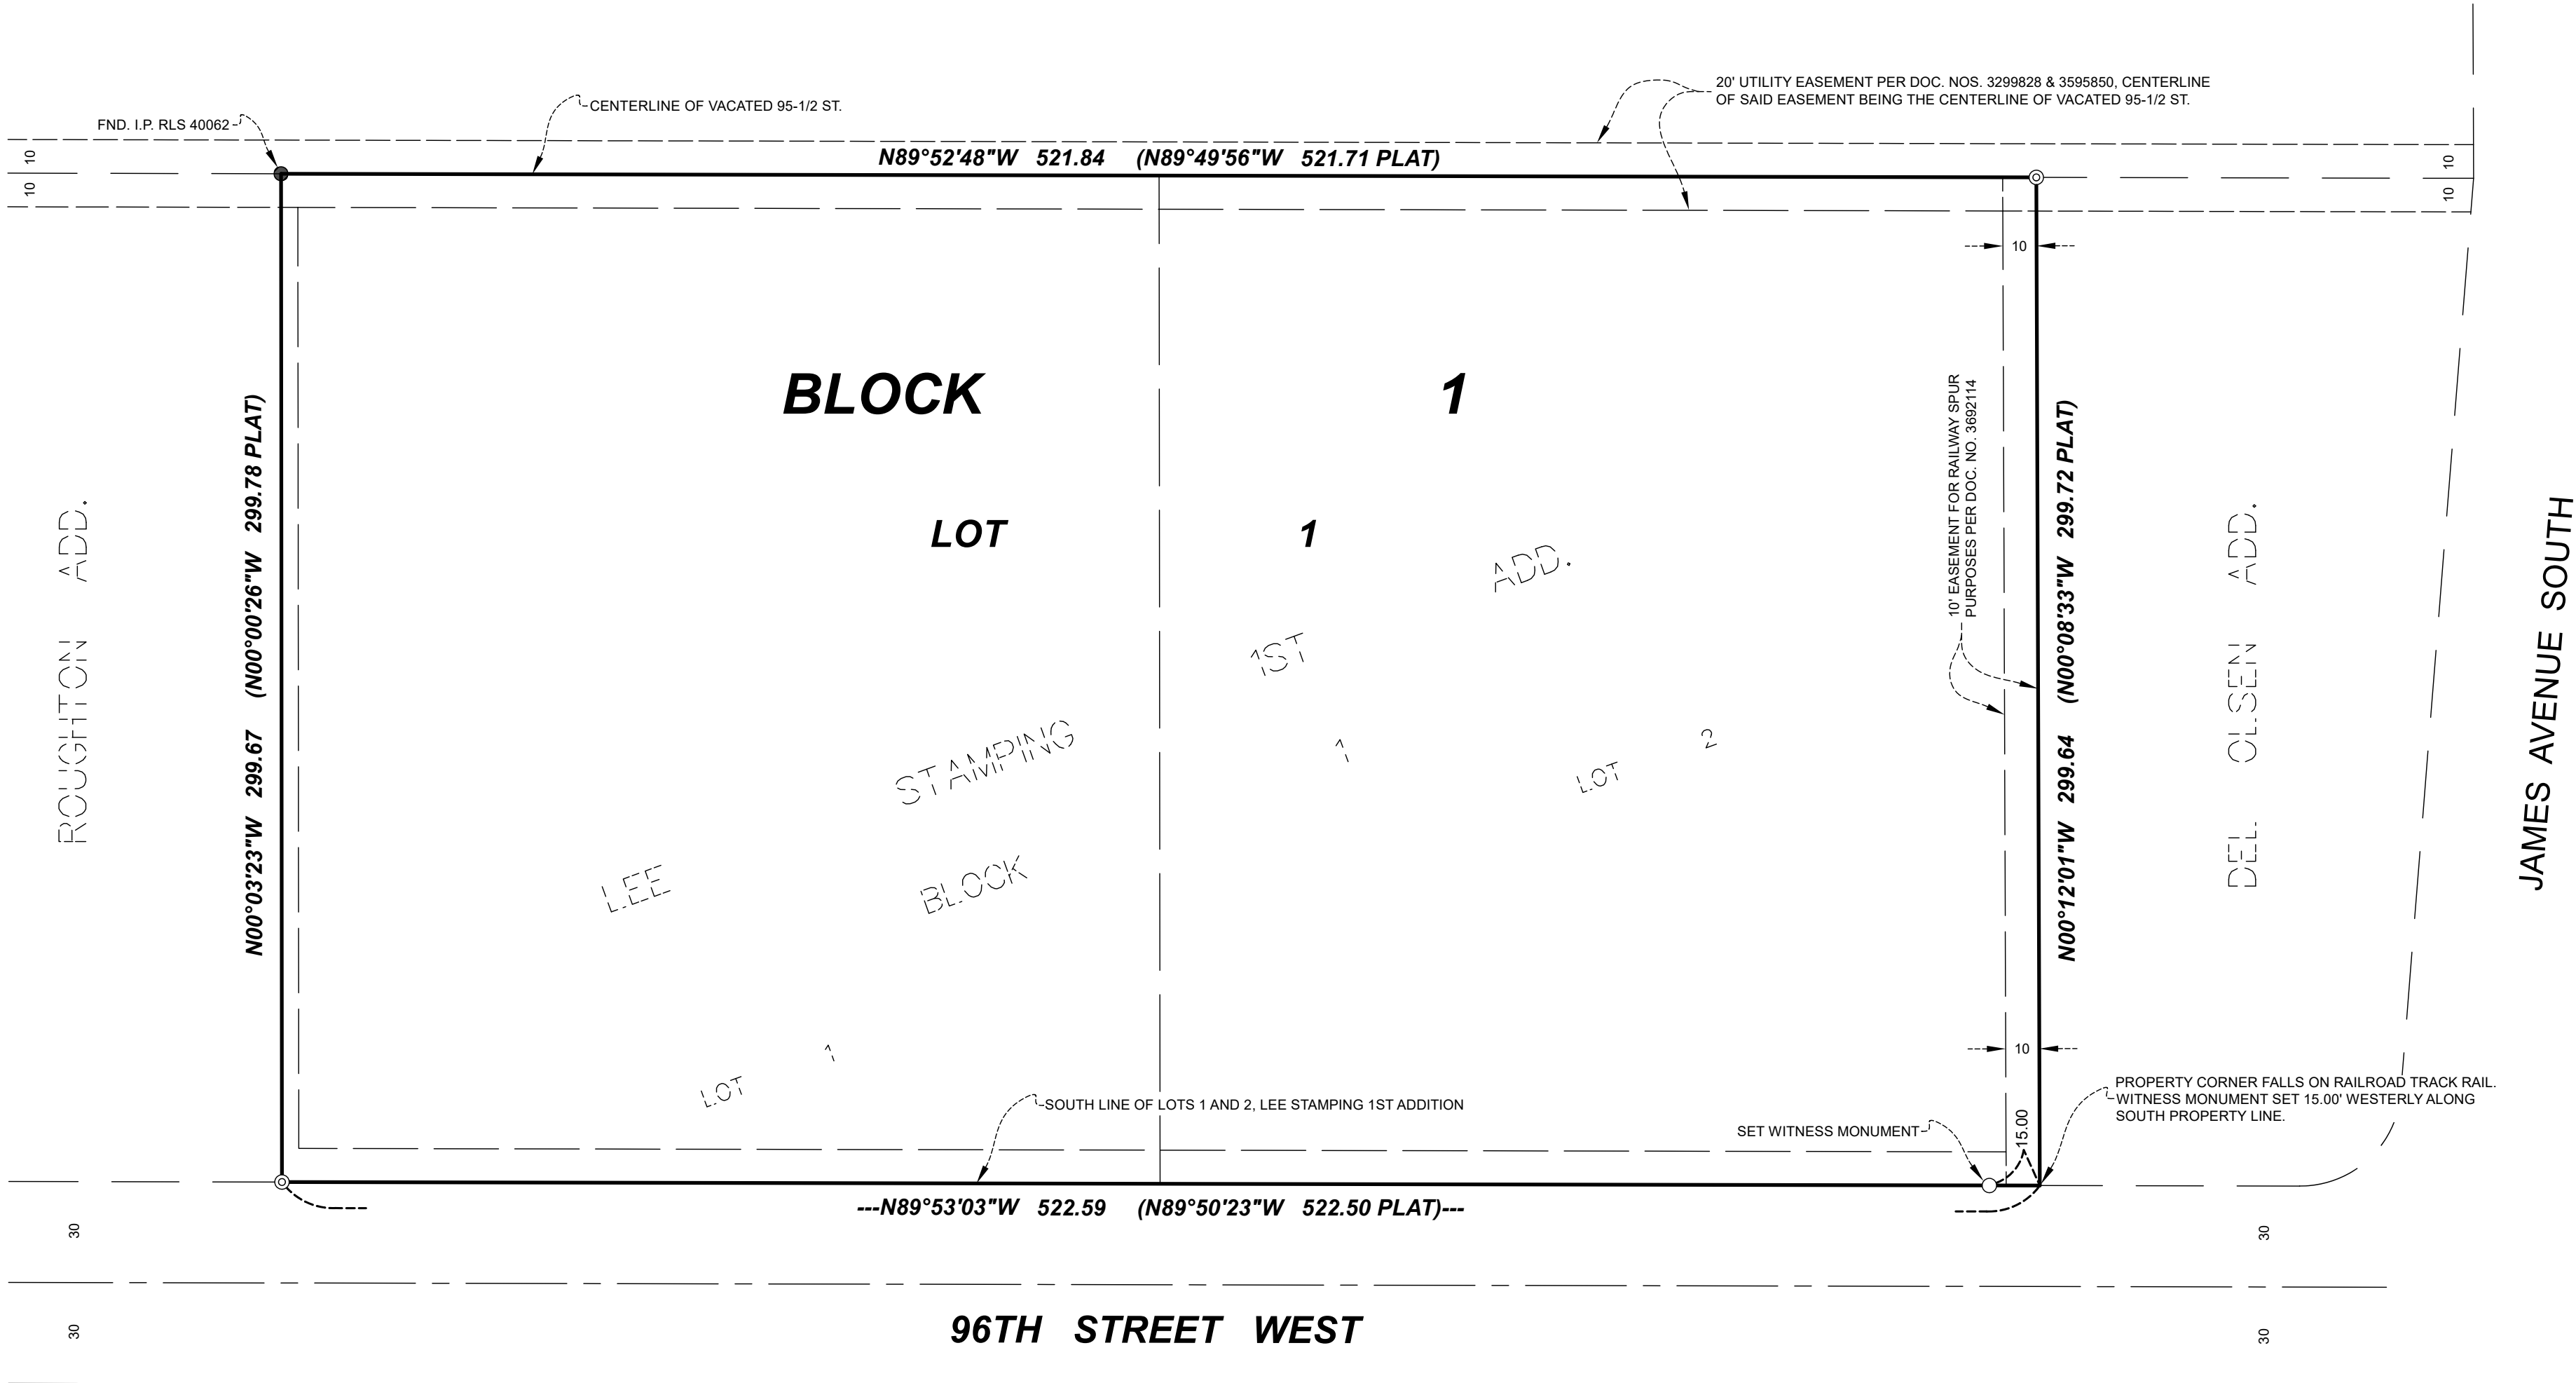 20' UTILITY EASEMENT PER DOC. NOS. 3299828 & 3595850, CENTERLINE
OF SAID EASEMENT BEING THE CENTERLINE OF VACATED 95-1/2 ST.
CENTERLINE OF VACATED 95-1/2 ST.
FND. I.P. RLS 40062
10
10
N89°52'48"W 521.84 (N89°49'56"W 521.71 PLAT)
10
10
10
BLOCK 1
LOT 1
N00°03'23"W 299.67 (N00°00'26"W 299.78 PLAT)
ROUGHTON ADD.
LEE STAMPING 1ST ADD.
BLOCK 1
LOT 2
LOT 1
10' EASEMENT FOR RAILWAY SPUR
PURPOSES PER DOC. NO. 3692114
N00°12'01"W 299.64 (N00°08'33"W 299.72 PLAT)
DEL OLSEN ADD.
JAMES AVENUE SOUTH
10
SOUTH LINE OF LOTS 1 AND 2, LEE STAMPING 1ST ADDITION
SET WITNESS MONUMENT
15.00
PROPERTY CORNER FALLS ON RAILROAD TRACK RAIL.
WITNESS MONUMENT SET 15.00' WESTERLY ALONG
SOUTH PROPERTY LINE.
---N89°53'03"W 522.59 (N89°50'23"W 522.50 PLAT)---
30
30
96TH STREET WEST
30
30